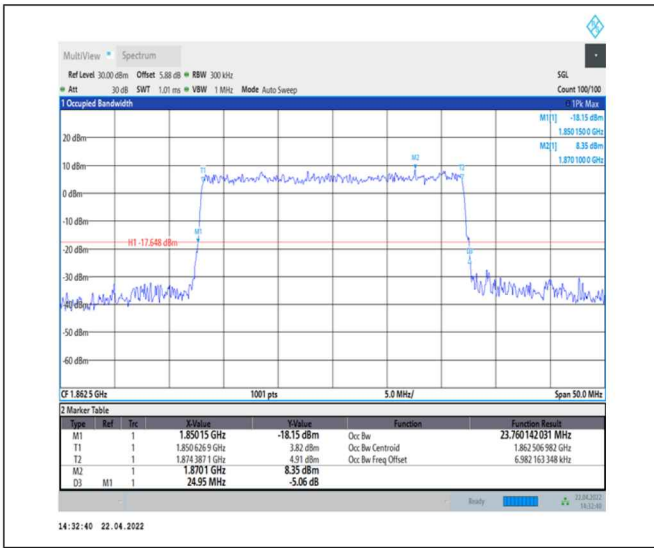 MultiView Spectrum
Ref Level 30.00 dBm Offset 5.88 dB RBW 300 kHz SGL
Att 30 dB SWT 1.01 ms VBW 1 MHz Mode Auto Sweep Count 100/100
1 Occupied Bandwidth 1Pk Max
M1[1] -18.15 dBm
1.850 150 0 GHz
M2[1] 8.35 dBm
1.870 100 0 GHz
20 dBm
M2
T1 T2
10 dBm
0 dBm
-10 dBm
M1
H1 -17.648 dBm
-20 dBm
-30 dBm
-40 dBm
-50 dBm
-60 dBm
CF 1.862 5 GHz 1001 pts 5.0 MHz/ Span 50.0 MHz
2 Marker Table
Type Ref Trc X-Value Y-Value Function Function Result
M1 1 1.85015 GHz -18.15 dBm Occ Bw 23.760 142 031 MHz
T1 1 1.850 626 9 GHz 3.82 dBm Occ Bw Centroid 1.862 506 982 GHz
T2 1 1.874 387 1 GHz 4.91 dBm Occ Bw Freq Offset 6.982 163 348 kHz
M2 1 1.8701 GHz 8.35 dBm
D3 M1 1 24.95 MHz -5.06 dB
Ready 22.04.2022
14:32:40
14:32:40 22.04.2022